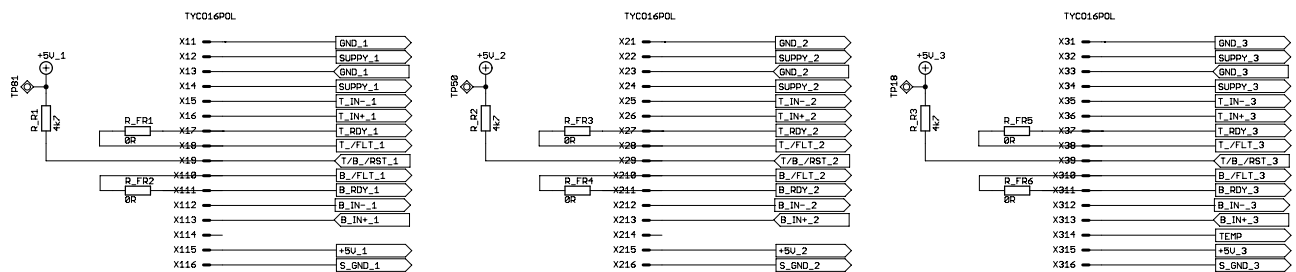 TYCO16POL
X11 GND_1
X12 SUPPY_1
X13 GND_1
X14 SUPPY_1
X15 T_IN-_1
X16 T_IN+_1
X17 T_RDY_1
X18 T_/FLT_1
X19 T/B_/RST_1
X110 B_/FLT_1
X111 B_RDY_1
X112 B_IN-_1
X113 B_IN+_1
X114
X115 +5V_1
X116 S_GND_1
+5V_1
TP81
R_R1
4k7
R_FR1
0R
R_FR2
0R
TYCO16POL
X21 GND_2
X22 SUPPY_2
X23 GND_2
X24 SUPPY_2
X25 T_IN-_2
X26 T_IN+_2
X27 T_RDY_2
X28 T_/FLT_2
X29 T/B_/RST_2
X210 B_/FLT_2
X211 B_RDY_2
X212 B_IN-_2
X213 B_IN+_2
X214
X215 +5V_2
X216 S_GND_2
+5V_2
TP50
R_R2
4k7
R_FR3
0R
R_FR4
0R
TYCO16POL
X31 GND_3
X32 SUPPY_3
X33 GND_3
X34 SUPPY_3
X35 T_IN-_3
X36 T_IN+_3
X37 T_RDY_3
X38 T_/FLT_3
X39 T/B_/RST_3
X310 B_/FLT_3
X311 B_RDY_3
X312 B_IN-_3
X313 B_IN+_3
X314 TEMP
X315 +5V_3
X316 S_GND_3
+5V_3
TP18
R_R3
4k7
R_FR5
0R
R_FR6
0R